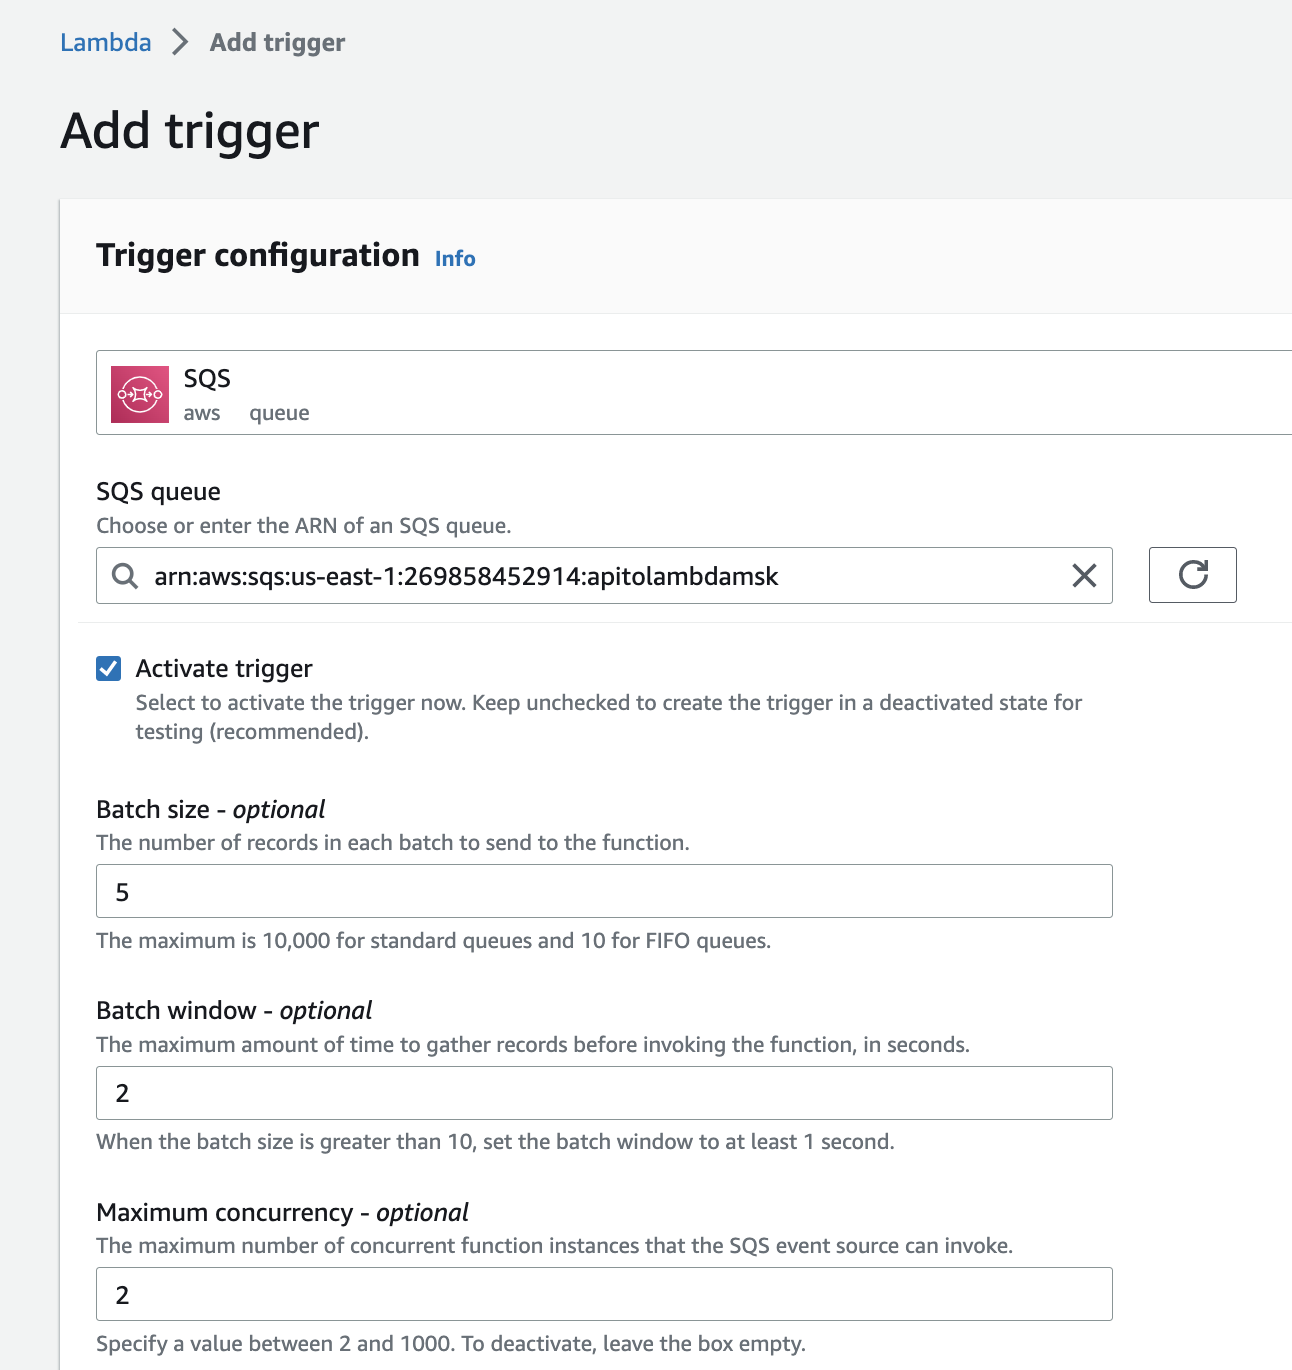 Lambda > Add trigger
Add trigger
Trigger configuration Info
SQS
aws queue
SQS queue
Choose or enter the ARN of an SQS queue.
arn:aws:sqs:us-east-1:269858452914:apitolambdamsk
Activate trigger
Select to activate the trigger now. Keep unchecked to create the trigger in a deactivated state for
testing (recommended).
Batch size - optional
The number of records in each batch to send to the function.
5
The maximum is 10,000 for standard queues and 10 for FIFO queues.
Batch window - optional
The maximum amount of time to gather records before invoking the function, in seconds.
2
When the batch size is greater than 10, set the batch window to at least 1 second.
Maximum concurrency - optional
The maximum number of concurrent function instances that the SQS event source can invoke.
2
Specify a value between 2 and 1000. To deactivate, leave the box empty.